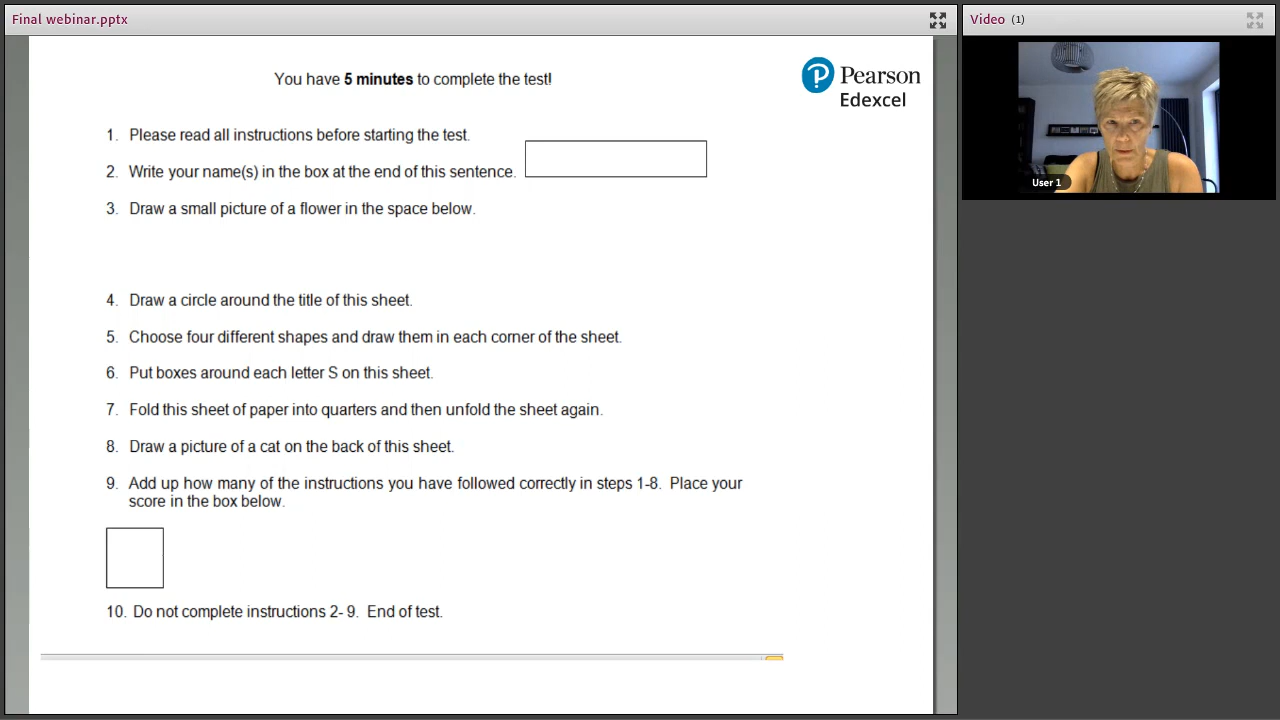 Final webinar.pptx
Video (1)
You have 5 minutes to complete the test!
Pearson
Edexcel
1. Please read all instructions before starting the test.
2. Write your name(s) in the box at the end of this sentence.
3. Draw a small picture of a flower in the space below.
4. Draw a circle around the title of this sheet.
5. Choose four different shapes and draw them in each corner of the sheet.
6. Put boxes around each letter S on this sheet.
7. Fold this sheet of paper into quarters and then unfold the sheet again.
8. Draw a picture of a cat on the back of this sheet.
9. Add up how many of the instructions you have followed correctly in steps 1-8. Place your
score in the box below.
10. Do not complete instructions 2- 9. End of test.
User 1